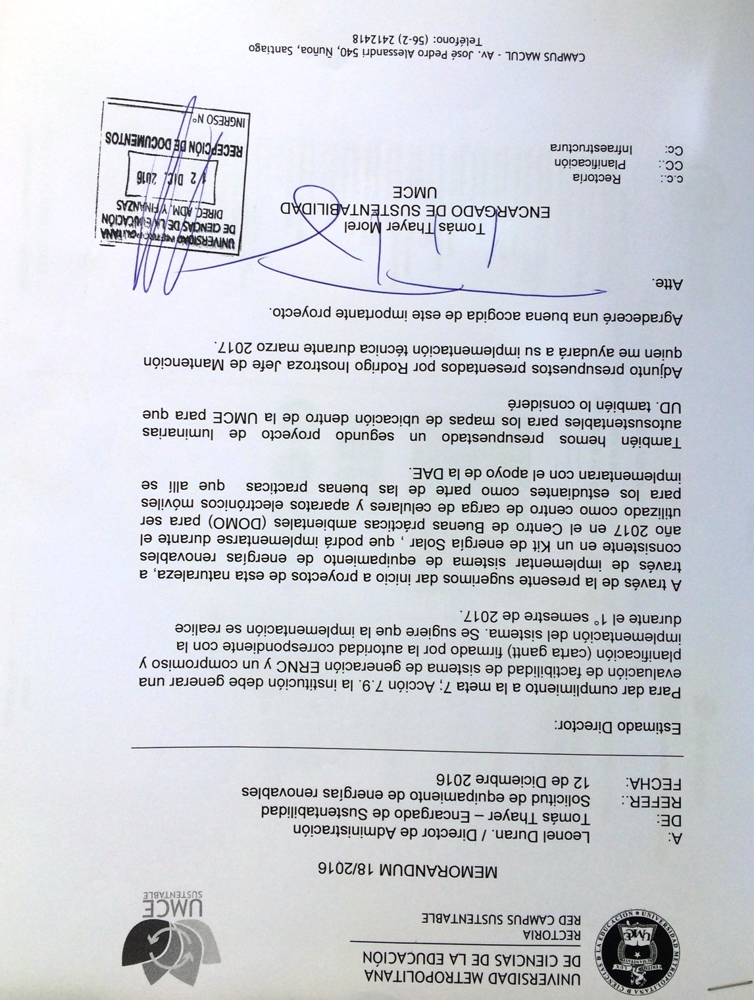 UNIVERSIDAD METROPOLITANA
DE CIENCIAS DE LA EDUCACIÓN
RECTORIA
RED CAMPUS SUSTENTABLE
UMCE
SUSTENTABLE
MEMORANDUM 18/2016
A: Leonel Duran. / Director de Administración
DE: Tomás Thayer – Encargado de Sustentabilidad
REFER.: Solicitud de equipamiento de energías renovables
FECHA: 12 de Diciembre 2016
Estimado Director:
Para dar cumplimiento a la meta 7; Acción 7.9. la institución debe generar una
evaluación de factibilidad de sistema de generación ERNC y un compromiso y
planificación (carta gantt) firmado por la autoridad correspondiente con la
implementación del sistema. Se sugiere que la implementación se realice
durante el 1° semestre de 2017.
A través de la presente sugerimos dar inicio a proyectos de esta naturaleza, a
través de implementar sistema de equipamiento de energías renovables
consistente en un Kit de energía Solar , que podrá implementarse durante el
año 2017 en el Centro de Buenas prácticas ambientales (DOMO) para ser
utilizado como centro de carga de celulares y aparatos electrónicos móviles
para los estudiantes como parte de las buenas practicas que allí se
implementaran con el apoyo de la DAE.
También hemos presupuestado un segundo proyecto de luminarias
autosustentables para los mapas de ubicación dentro de la UMCE para que
UD. también lo consideré
Adjunto presupuestos presentados por Rodrigo Inostroza Jefe de Mantención
quien me ayudará a su implementación técnica durante marzo 2017.
Agradeceré una buena acogida de este importante proyecto.
Atte.
Tomás Thayer Morel
ENCARGADO DE SUSTENTABILIDAD
UMCE
c.c.: Rectoría
CC.: Planificación
Cc: Infraestructura
UNIVERSIDAD METROPOLITANA
DE CIENCIAS DE LA EDUCACIÓN
DIREC. ADM. Y FINANZAS
12 DIC. 2016
RECEPCIÓN DE DOCUMENTOS
INGRESO N°
CAMPUS MACUL - Av. José Pedro Alessandri 540, Ñuñoa, Santiago
Teléfono: (56-2) 2412418